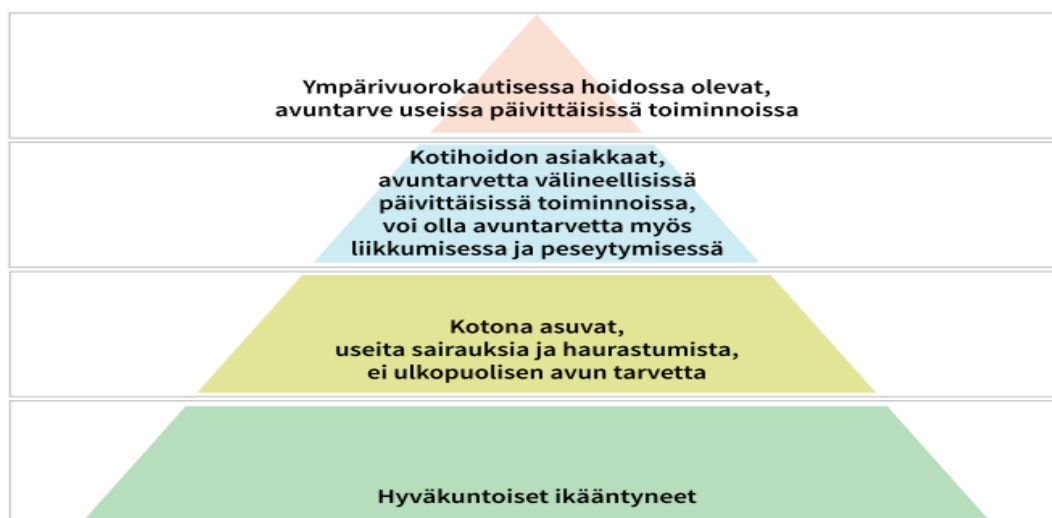 Ympärivuorokautisessa hoidossa olevat,
avuntarve useissa päivittäisissä toiminnoissa
Kotihoidon asiakkaat,
avuntarvetta välineellisissä
päivittäisissä toiminnoissa,
voi olla avuntarvetta myös
liikkumisessa ja peseytymisessä
Kotona asuvat,
useita sairauksia ja haurastumista,
ei ulkopuolisen avun tarvetta
Hyväkuntoiset ikääntyneet